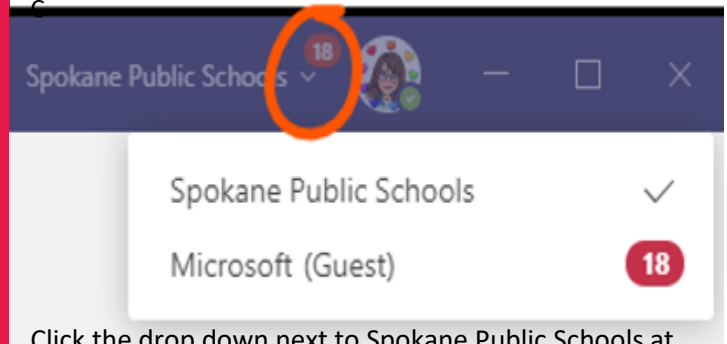 C
18
Spokane Public Schools
Spokane Public Schools
Microsoft (Guest) 18
Click the drop down next to Spokane Public Schools at